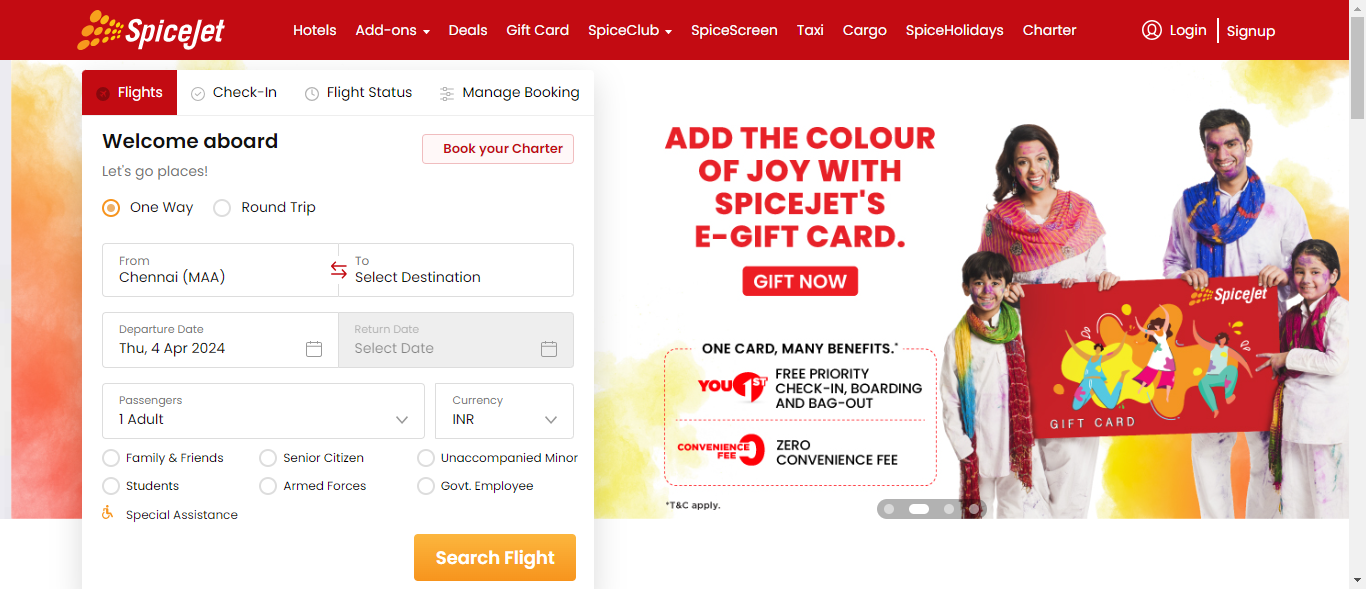 SpiceJet
Hotels Add-ons Deals Gift Card SpiceClub SpiceScreen Taxi Cargo SpiceHolidays Charter
Login Signup
Flights Check-In Flight Status Manage Booking
Welcome aboard
Book your Charter
Let's go places!
One Way Round Trip
From
Chennai (MAA)
To
Select Destination
Departure Date
Thu, 4 Apr 2024
Return Date
Select Date
Passengers
1 Adult
Currency
INR
Family & Friends Senior Citizen Unaccompanied Minor
Students Armed Forces Govt. Employee
Special Assistance
Search Flight
ADD THE COLOUR
OF JOY WITH
SPICEJET'S
E-GIFT CARD.
GIFT NOW
ONE CARD, MANY BENEFITS.*
YOU 1ST
FREE PRIORITY
CHECK-IN, BOARDING
AND BAG-OUT
CONVENIENCE
FEE 0
ZERO
CONVENIENCE FEE
*T&C apply.
SpiceJet
GIFT CARD